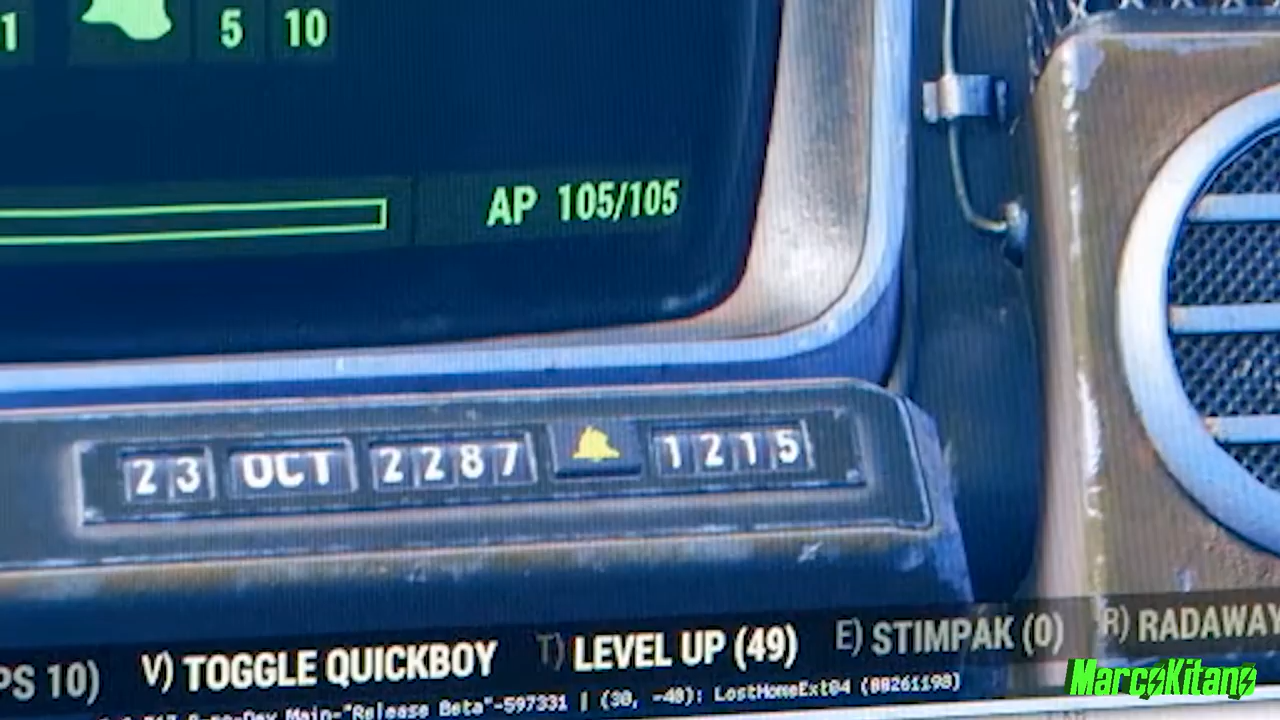 1 5 10
AP 105/105
23 OCT 2287 1215
PS 10) V) TOGGLE QUICKBOY T) LEVEL UP (49) E) STIMPAK (0) R) RADAWAY
Main-"Release Beta"-597331 | (30, -40): LostHomeExt04 (00261198)
MarcoKitano